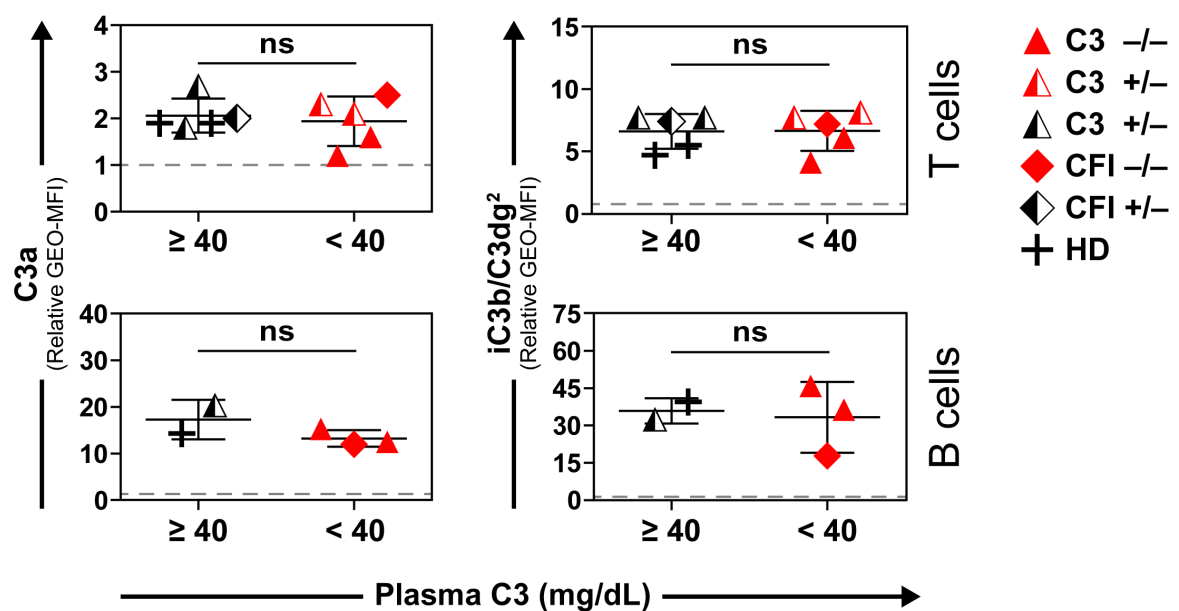 4
3
2
1
0
ns
≥ 40
< 40
15
10
5
0
ns
≥ 40
< 40
T cells
C3 –/–
C3 +/–
C3 +/–
CFI –/–
CFI +/–
HD
C3a
(Relative GEO-MFI)
iC3b/C3dg²
(Relative GEO-MFI)
40
30
20
10
0
ns
≥ 40
< 40
75
60
45
30
15
0
ns
≥ 40
< 40
B cells
Plasma C3 (mg/dL)